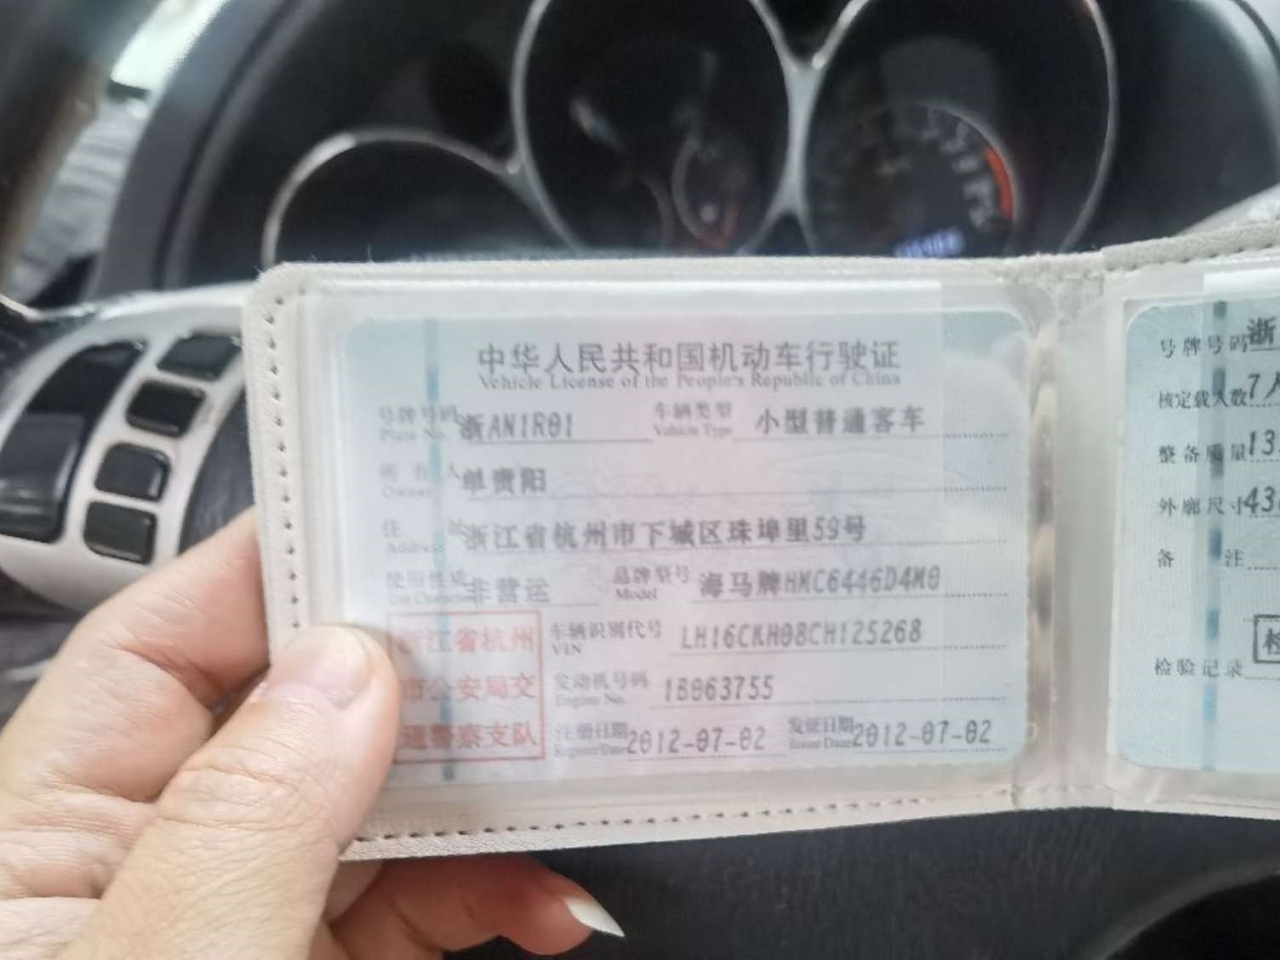 中华人民共和国机动车行驶证
Vehicle License of the People's Republic of China
号牌号码 浙AN1R01 车辆类型 小型普通客车
Plate No. Vehicle Type
所有人 单贵阳
Owner
住址 浙江省杭州市下城区珠埠里59号
Address
使用性质 非营运 品牌型号 海马牌HMC6446D4M0
Use Character Model
浙江省杭州
市公安局交
通警察支队
车辆识别代号 LH16CKH08CH125268
VIN
发动机号码 1B063755
Engine No.
注册日期 2012-07-02 发证日期 2012-07-02
Register Date Issue Date
号牌号码 浙
核定载人数 7人
整备质量 13
外廓尺寸 43
备注
检验记录 检